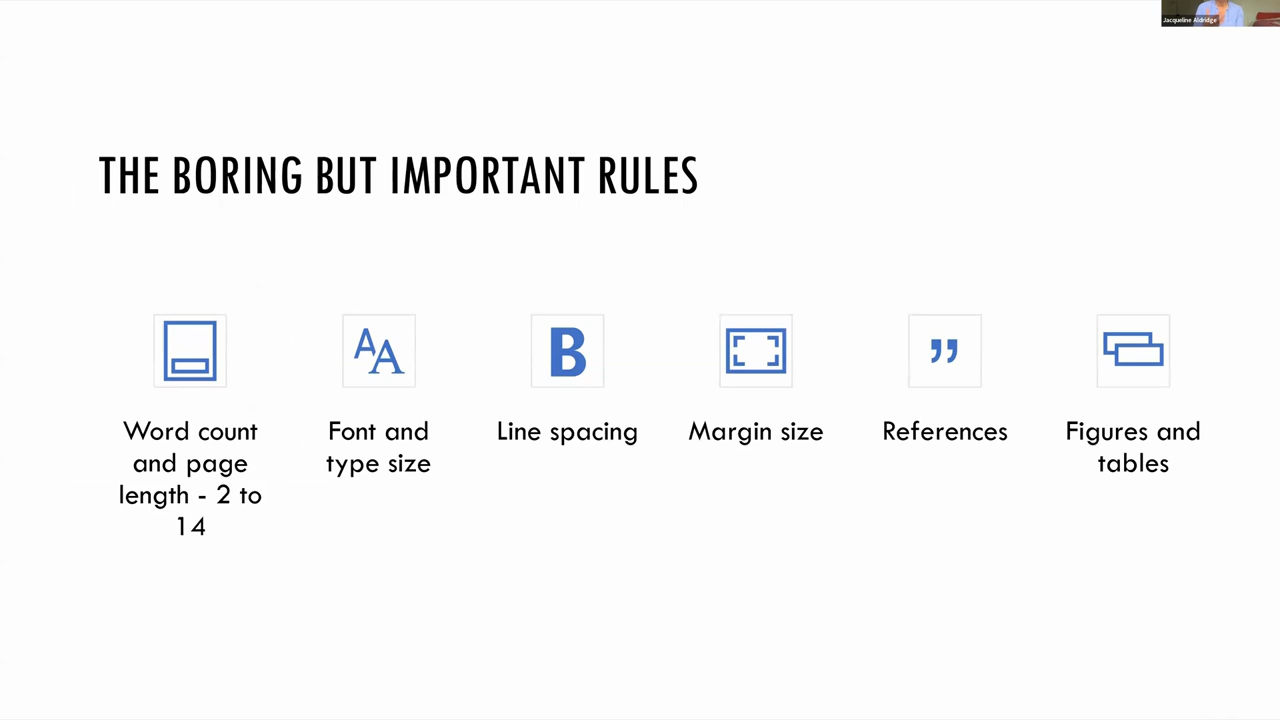 Jacqueline Aldridge
THE BORING BUT IMPORTANT RULES
Word count
and page
length - 2 to
14
Font and
type size
Line spacing
Margin size
References
Figures and
tables